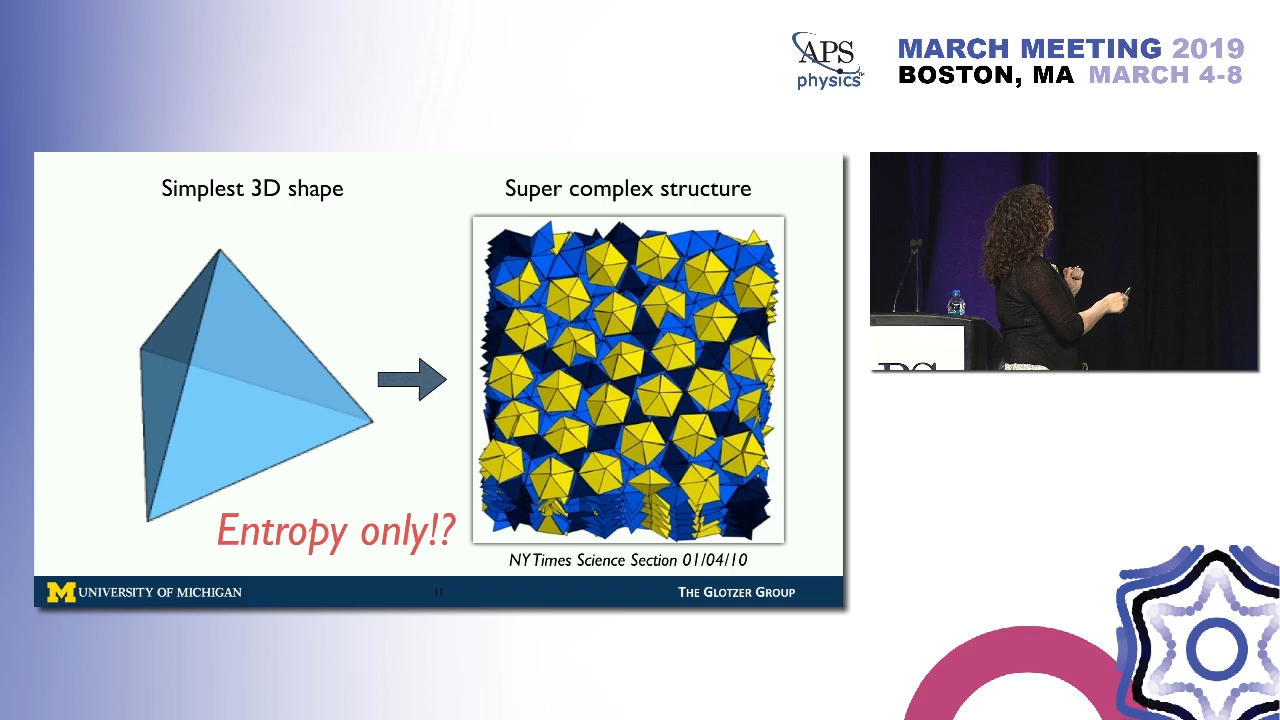 APS
physics
MARCH MEETING 2019
BOSTON, MA MARCH 4-8
Simplest 3D shape
Super complex structure
Entropy only!?
NY Times Science Section 01/04/10
M UNIVERSITY OF MICHIGAN
11
THE GLOTZER GROUP